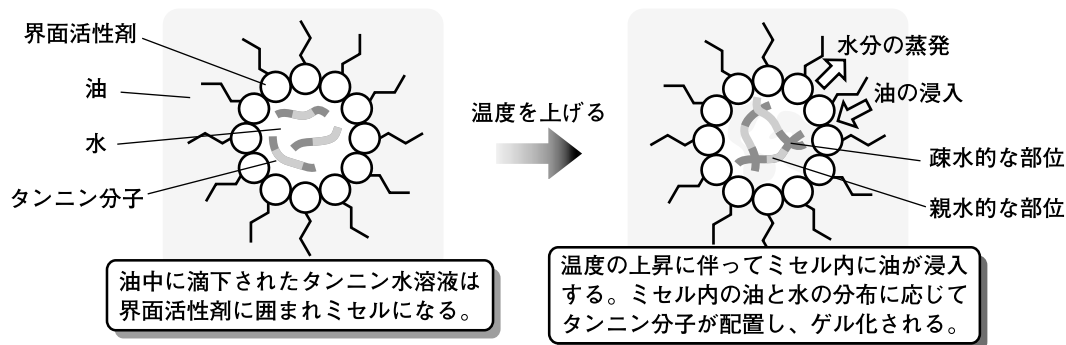 界面活性剤
油
水
タンニン分子
油中に滴下されたタンニン水溶液は
界面活性剤に囲まれミセルになる。
温度を上げる
水分の蒸発
油の浸入
疎水的な部位
親水的な部位
温度の上昇に伴ってミセル内に油が浸入
する。ミセル内の油と水の分布に応じて
タンニン分子が配置し、ゲル化される。